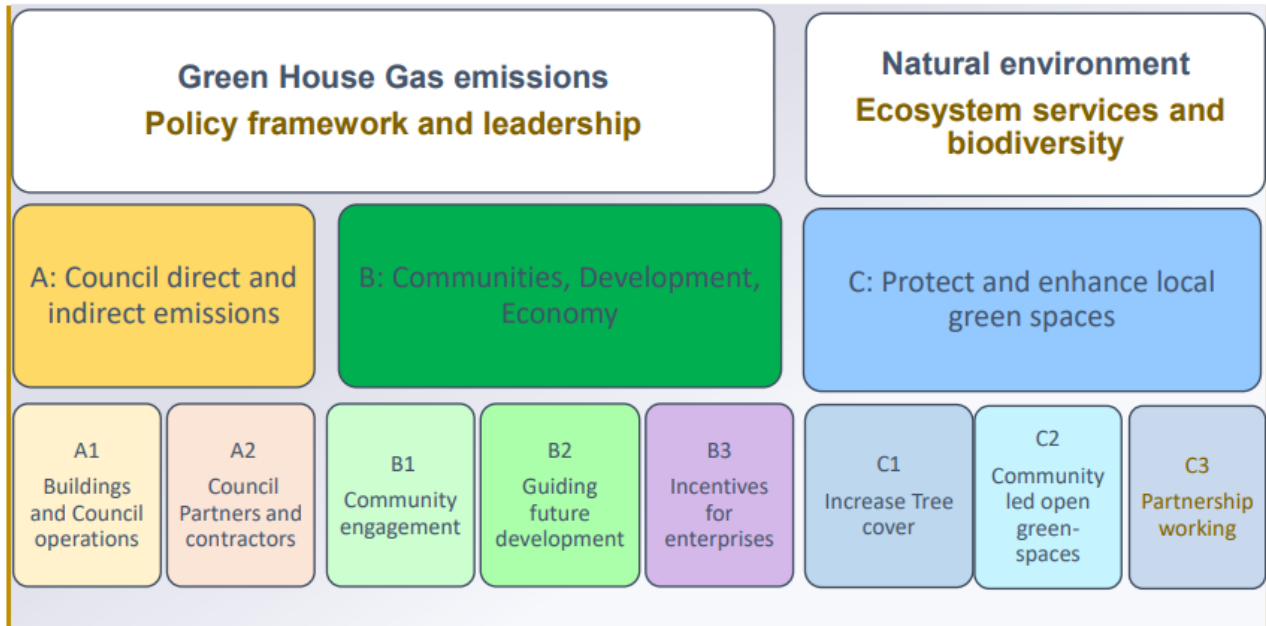 Green House Gas emissions
Policy framework and leadership
Natural environment
Ecosystem services and
biodiversity
A: Council direct and
indirect emissions
B: Communities, Development,
Economy
C: Protect and enhance local
green spaces
A1
Buildings
and Council
operations
A2
Council
Partners and
contractors
B1
Community
engagement
B2
Guiding
future
development
B3
Incentives
for
enterprises
C1
Increase Tree
cover
C2
Community
led open
green-
spaces
C3
Partnership
working